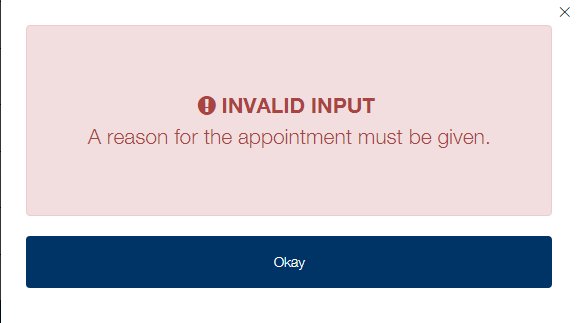 INVALID INPUT
A reason for the appointment must be given.
Okay